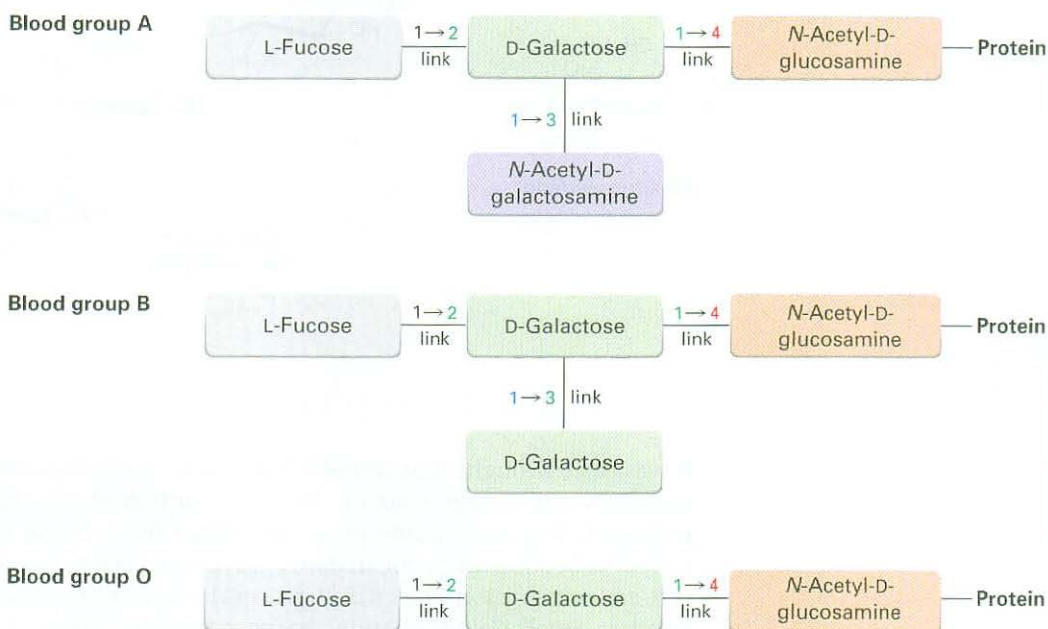 Blood group A
L-Fucose
1→2
link
D-Galactose
1→4
link
N-Acetyl-D-
glucosamine
Protein
1→3 link
N-Acetyl-D-
galactosamine
Blood group B
L-Fucose
1→2
link
D-Galactose
1→4
link
N-Acetyl-D-
glucosamine
Protein
1→3 link
D-Galactose
Blood group O
L-Fucose
1→2
link
D-Galactose
1→4
link
N-Acetyl-D-
glucosamine
Protein